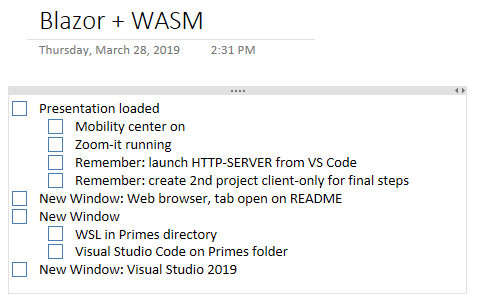 Blazor + WASM
Thursday, March 28, 2019 2:31 PM
Presentation loaded
Mobility center on
Zoom-it running
Remember: launch HTTP-SERVER from VS Code
Remember: create 2nd project client-only for final steps
New Window: Web browser, tab open on README
New Window
WSL in Primes directory
Visual Studio Code on Primes folder
New Window: Visual Studio 2019